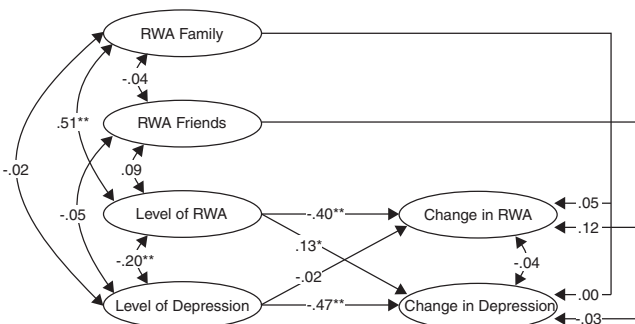 RWA Family
-.04
.51**
RWA Friends
-.02
.09
-.05
Level of RWA
-.40**
Change in RWA
.05
.12
.13*
-.20**
-.02
-.04
Level of Depression
-.47**
Change in Depression
.00
-.03